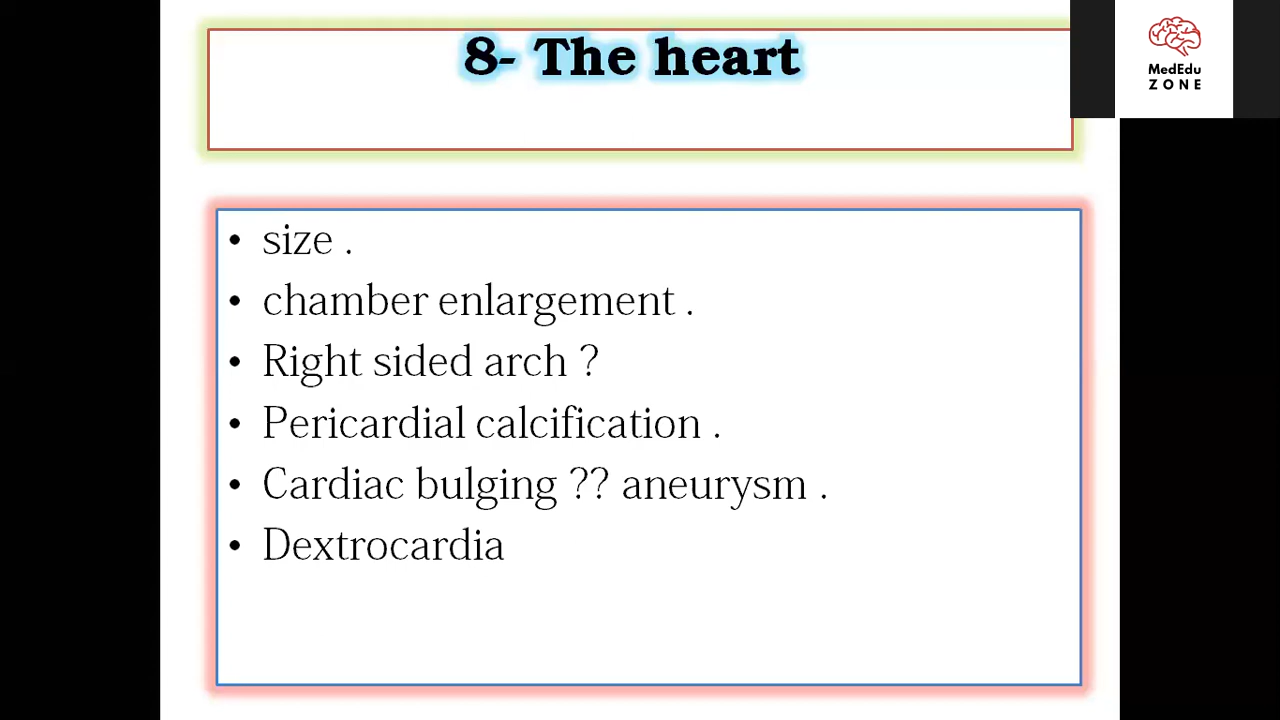 8- The heart
MedEdu
ZONE
• size .
• chamber enlargement .
• Right sided arch ?
• Pericardial calcification .
• Cardiac bulging ?? aneurysm .
• Dextrocardia